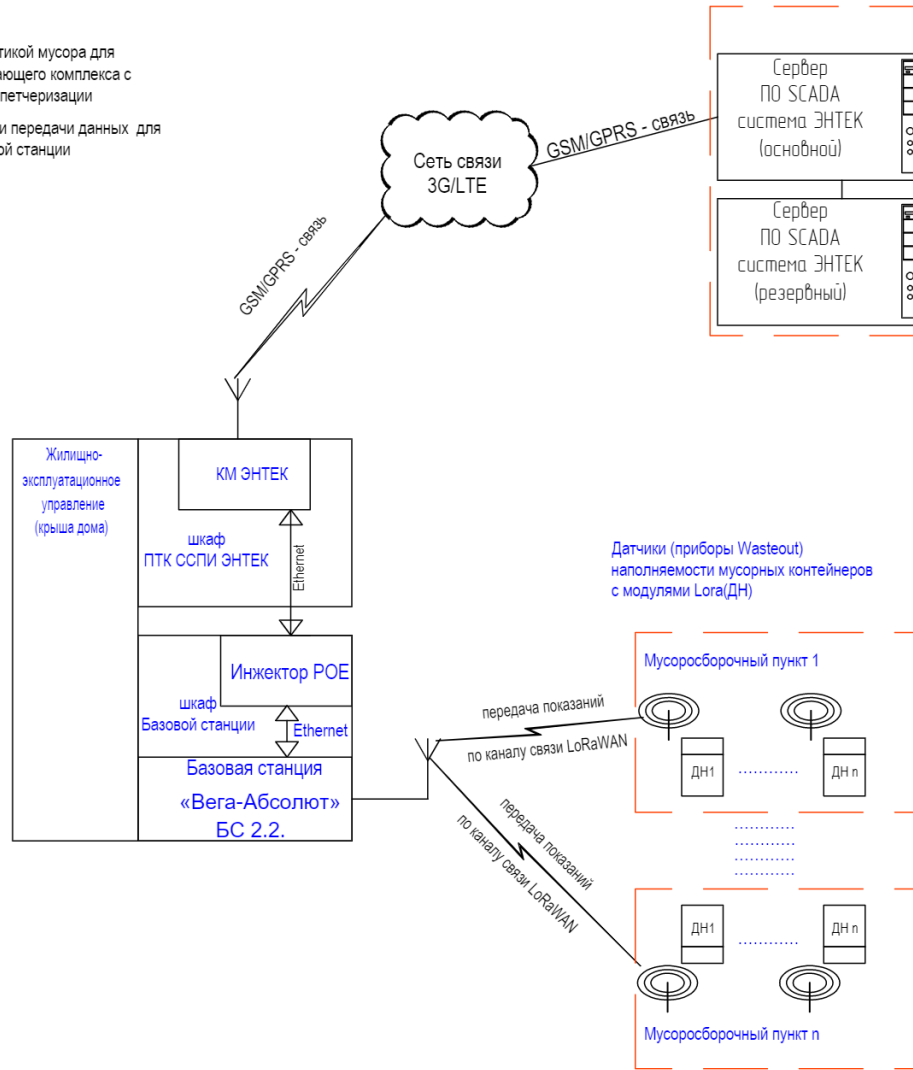 тикой мусора для
ающего комплекса с
петчеризации
и передачи данных для
ой станции
Сервер
ПО SCADA
система ЭНТЕК
(основной)
GSM/GPRS - связь
Сеть связи
3G/LTE
Сервер
ПО SCADA
система ЭНТЕК
(резервный)
GSM/GPRS - связь
Жилищно-
эксплуатационное
управление
(крыша дома)
КМ ЭНТЕК
шкаф
ПТК ССПИ ЭНТЕК
Ethernet
Инжектор POE
шкаф
Базовой станции
Ethernet
Базовая станция
«Вега-Абсолют»
БС 2.2.
Датчики (приборы Wasteout)
наполняемости мусорных контейнеров
с модулями Lora(ДН)
передача показаний
по каналу связи LoRaWAN
передача показаний
по каналу связи LoRaWAN
Мусоросборочный пункт 1
ДН1 ............ ДН n
............
............
............
............
ДН1 ............ ДН n
Мусоросборочный пункт n